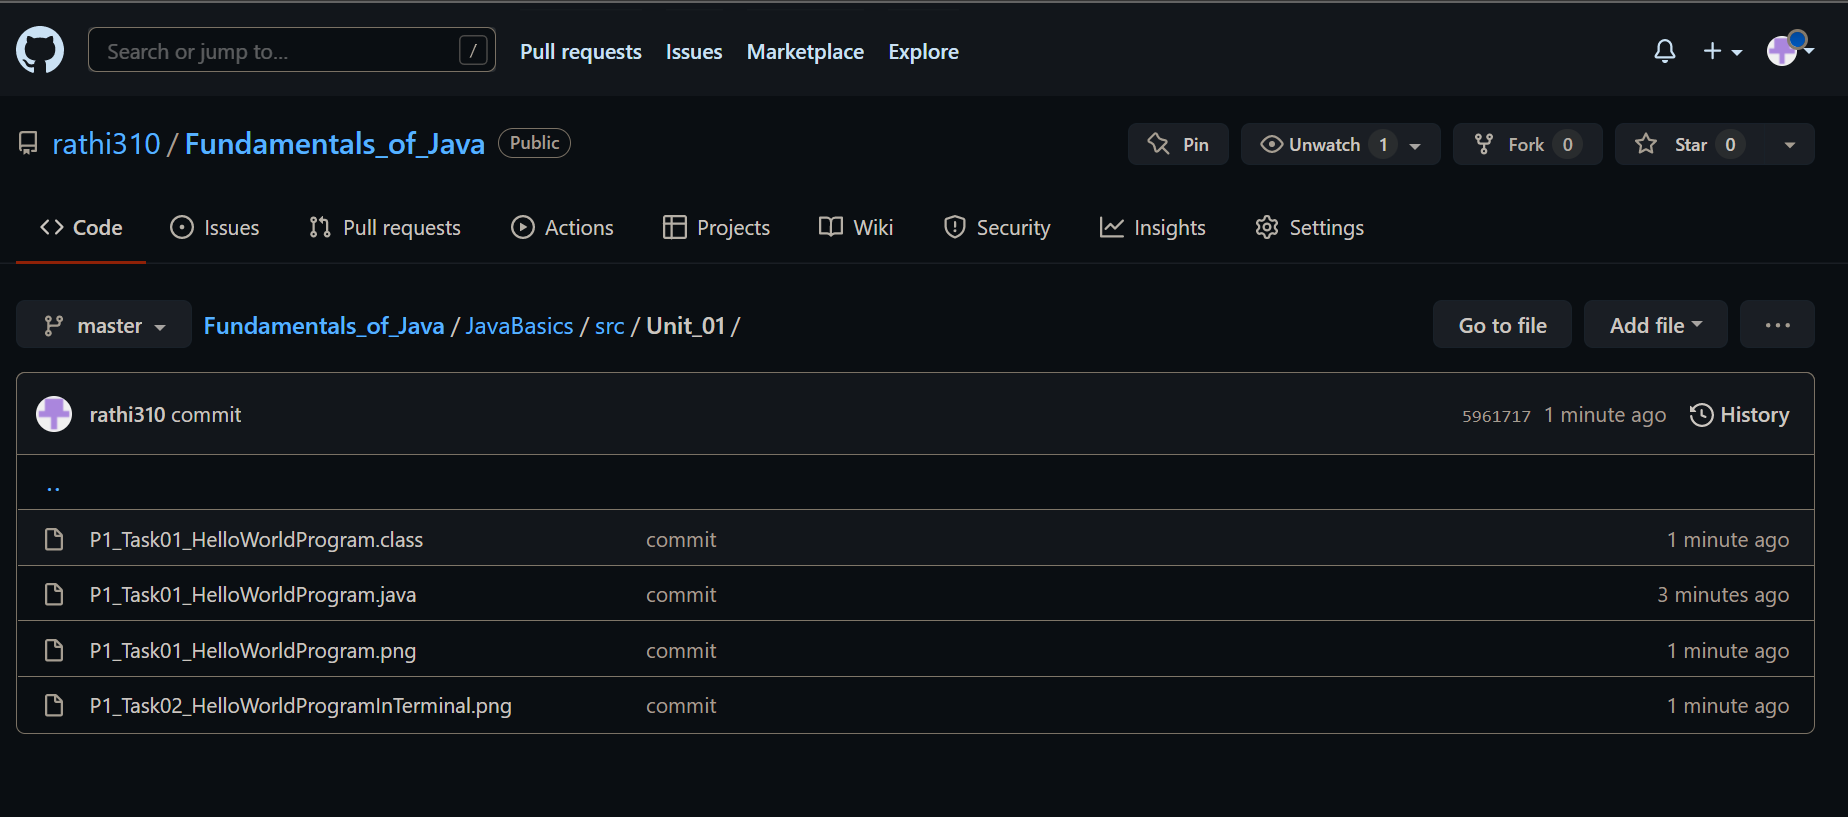 Search or jump to... / Pull requests Issues Marketplace Explore
rathi310 / Fundamentals_of_Java Public Pin Unwatch 1 Fork 0 Star 0
Code Issues Pull requests Actions Projects Wiki Security Insights Settings
master Fundamentals_of_Java / JavaBasics / src / Unit_01 / Go to file Add file ...
rathi310 commit 5961717 1 minute ago History
..
P1_Task01_HelloWorldProgram.class commit 1 minute ago
P1_Task01_HelloWorldProgram.java commit 3 minutes ago
P1_Task01_HelloWorldProgram.png commit 1 minute ago
P1_Task02_HelloWorldProgramInTerminal.png commit 1 minute ago